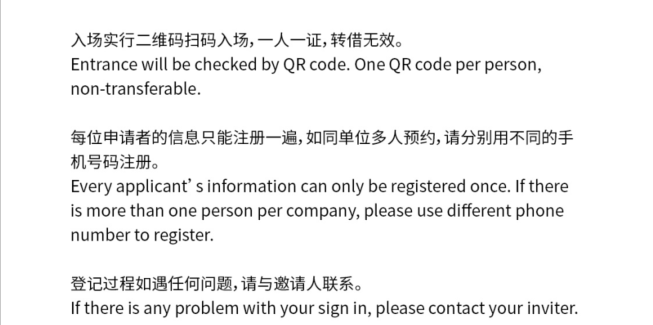 入场实行二维码扫码入场，一人一证，转借无效。
Entrance will be checked by QR code. One QR code per person,
non-transferable.
每位申请者的信息只能注册一遍，如同单位多人预约，请分别用不同的手
机号码注册。
Every applicant’s information can only be registered once. If there
is more than one person per company, please use different phone
number to register.
登记过程如遇任何问题，请与邀请人联系。
If there is any problem with your sign in, please contact your inviter.